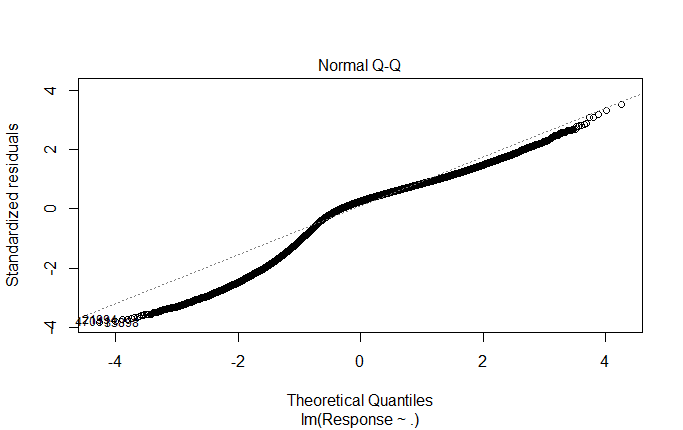 Normal Q-Q
Standardized residuals
4
2
0
-2
-4
-4
-2
0
2
4
Theoretical Quantiles
lm(Response ~ .)